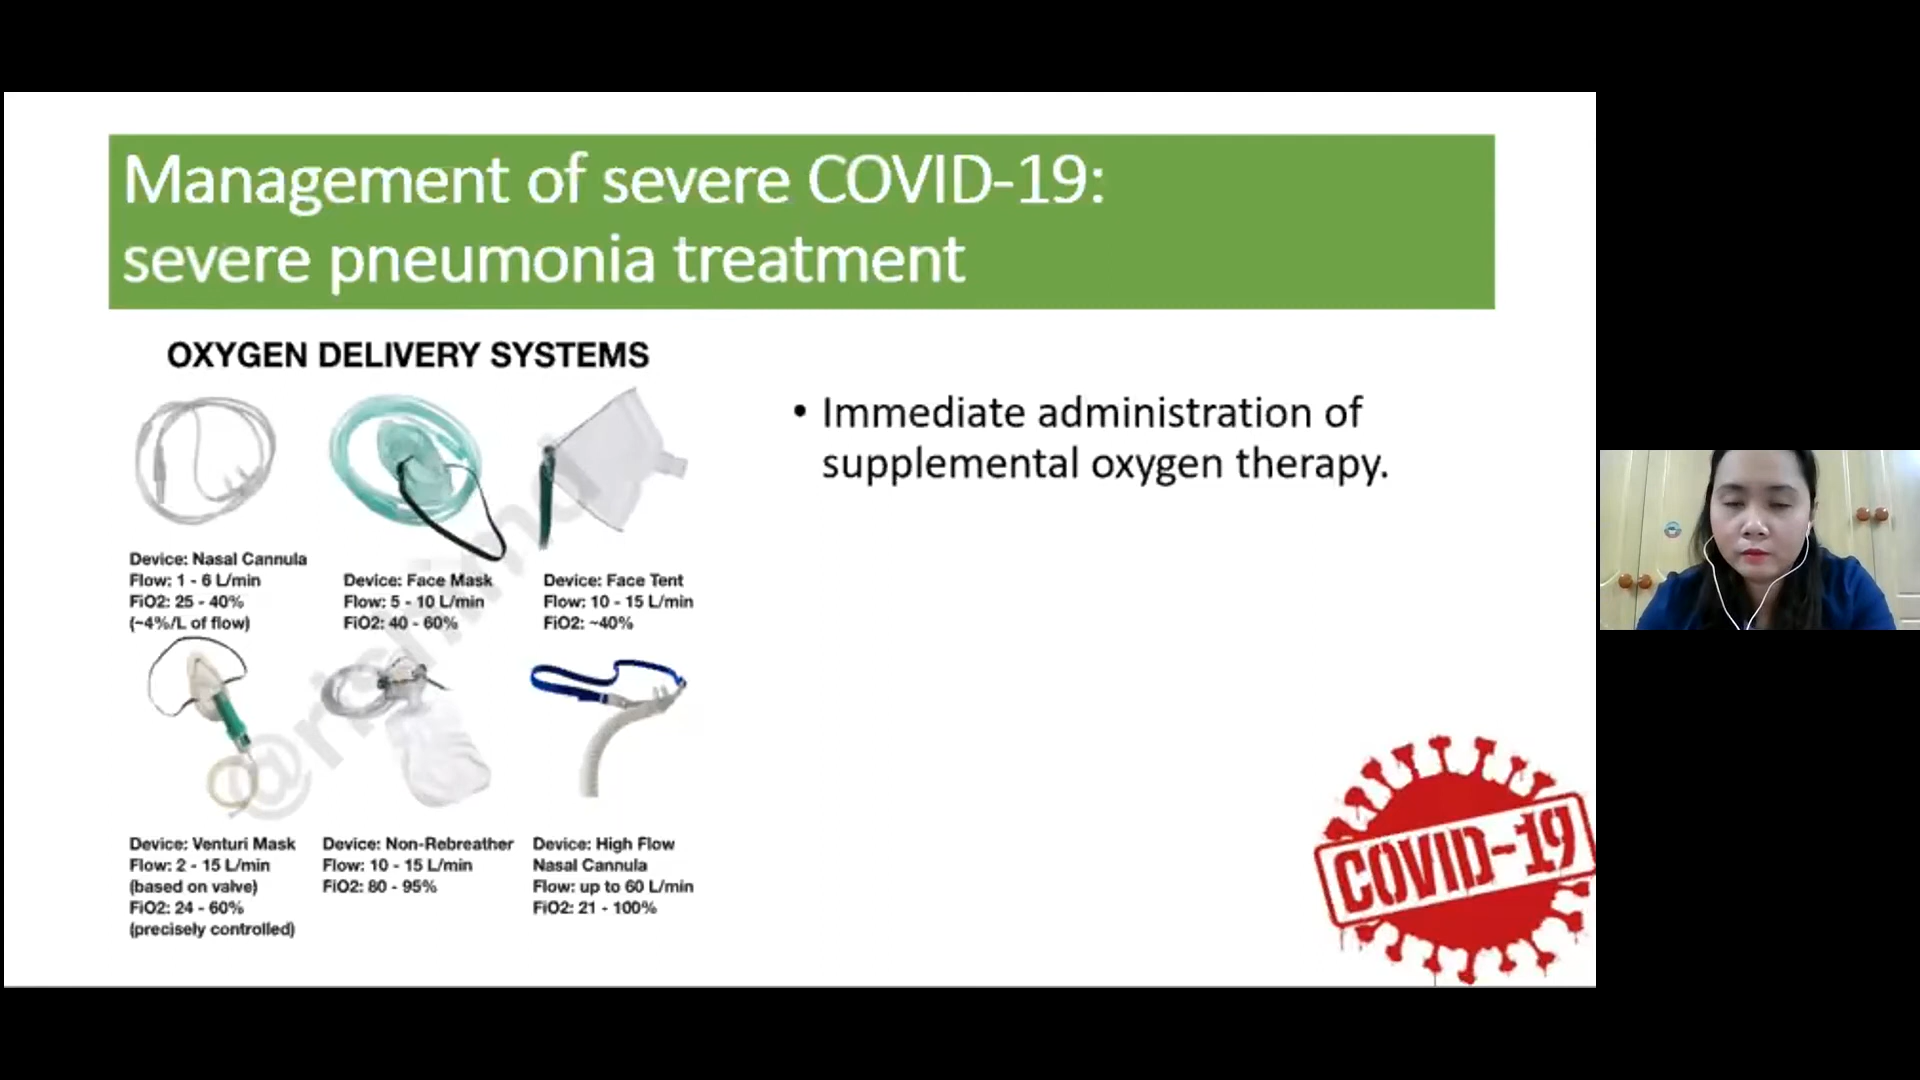 Management of severe COVID-19:
severe pneumonia treatment
OXYGEN DELIVERY SYSTEMS
Device: Nasal Cannula
Flow: 1 - 6 L/min
FiO2: 25 - 40%
(~4%/L of flow)
Device: Face Mask
Flow: 5 - 10 L/min
FiO2: 40 - 60%
Device: Face Tent
Flow: 10 - 15 L/min
FiO2: ~40%
Device: Venturi Mask
Flow: 2 - 15 L/min
(based on valve)
FiO2: 24 - 60%
(precisely controlled)
Device: Non-Rebreather
Flow: 10 - 15 L/min
FiO2: 80 - 95%
Device: High Flow
Nasal Cannula
Flow: up to 60 L/min
FiO2: 21 - 100%
• Immediate administration of
supplemental oxygen therapy.
COVID-19